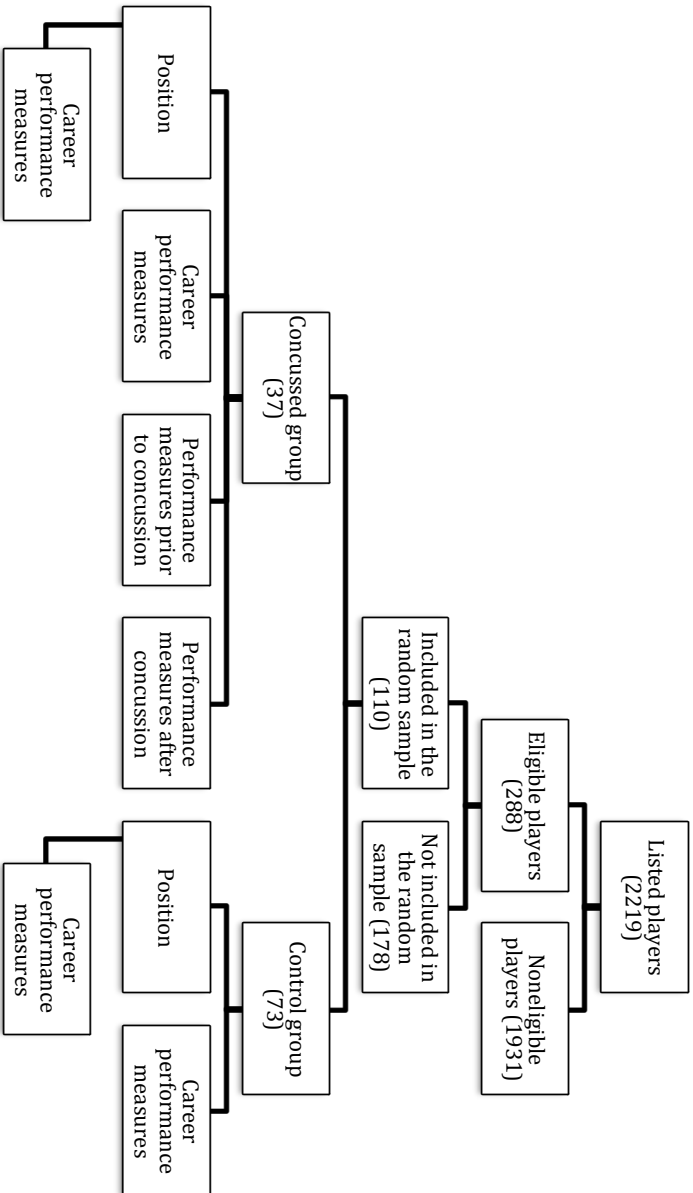 Listed players
(2219)
Eligible players
(288)
Noneligible
players (1931)
Included in the
random sample
(110)
Not included in
the random
sample (178)
Concussed group
(37)
Control group
(73)
Position
Career
performance
measures
Performance
measures prior
to concussion
Performance
measures after
concussion
Position
Career
performance
measures
Career
performance
measures
Career
performance
measures